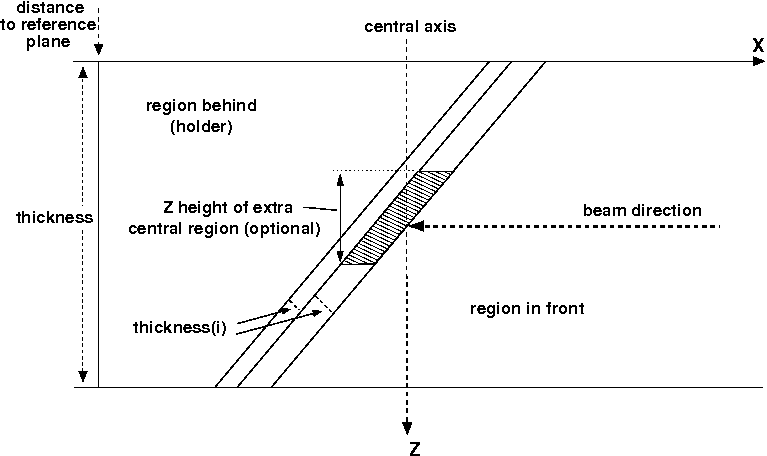 distance
to reference
plane
central axis
X
region behind
(holder)
Z height of extra
central region (optional)
thickness
beam direction
region in front
thickness(i)
Z